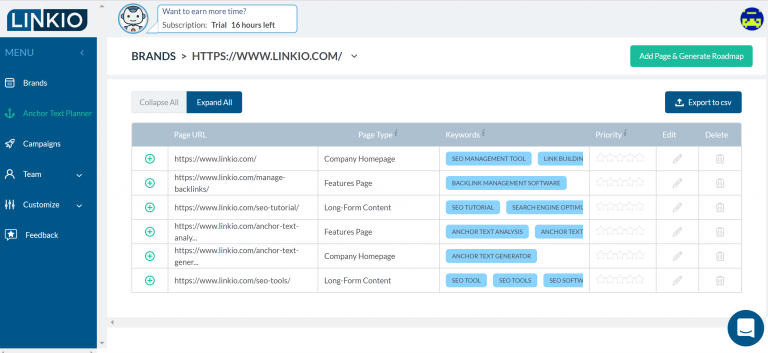 LINKIO
Want to earn more time?
Subscription: Trial 16 hours left
MENU
Brands
Anchor Text Planner
Campaigns
Team
Customize
Feedback
BRANDS > HTTPS://WWW.LINKIO.COM/
Add Page & Generate Roadmap
Collapse All
Expand All
Export to csv
Page URL Page Type i Keywords i Priority i Edit Delete
https://www.linkio.com/ Company Homepage SEO MANAGEMENT TOOL LINK BUILDIN
https://www.linkio.com/manage-
backlinks/ Features Page BACKLINK MANAGEMENT SOFTWARE
https://www.linkio.com/seo-tutorial/ Long-Form Content SEO TUTORIAL SEARCH ENGINE OPTIMI
https://www.linkio.com/anchor-text-
analy... Features Page ANCHOR TEXT ANALYSIS ANCHOR TEXT
https://www.linkio.com/anchor-text-
gener... Company Homepage ANCHOR TEXT GENERATOR
https://www.linkio.com/seo-tools/ Long-Form Content SEO TOOL SEO TOOLS SEO SOFTW